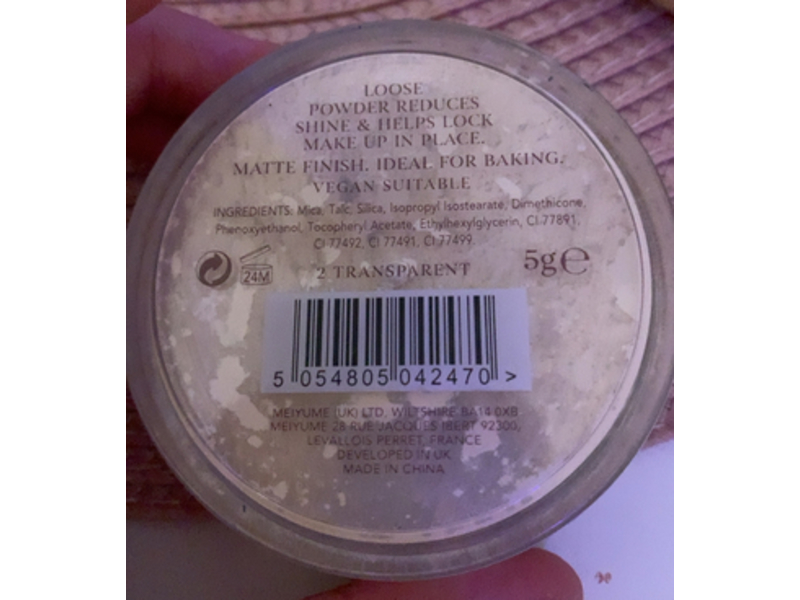 LOOSE
POWDER REDUCES
SHINE & HELPS LOCK
MAKE UP IN PLACE.
MATTE FINISH. IDEAL FOR BAKING.
VEGAN SUITABLE
INGREDIENTS: Mica, Talc, Silica, Isopropyl Isostearate, Dimethicone,
Phenoxyethanol, Tocopheryl Acetate, Ethylhexylglycerin, CI 77891,
CI 77492, CI 77491, CI 77499.
24M 2 TRANSPARENT 5g℮
5 054805 042470 >
MEIYUME (UK) LTD, WILTSHIRE BA14 0XB
MEIYUME 28 RUE JACQUES IBERT 92300,
LEVALLOIS PERRET, FRANCE
DEVELOPED IN UK
MADE IN CHINA